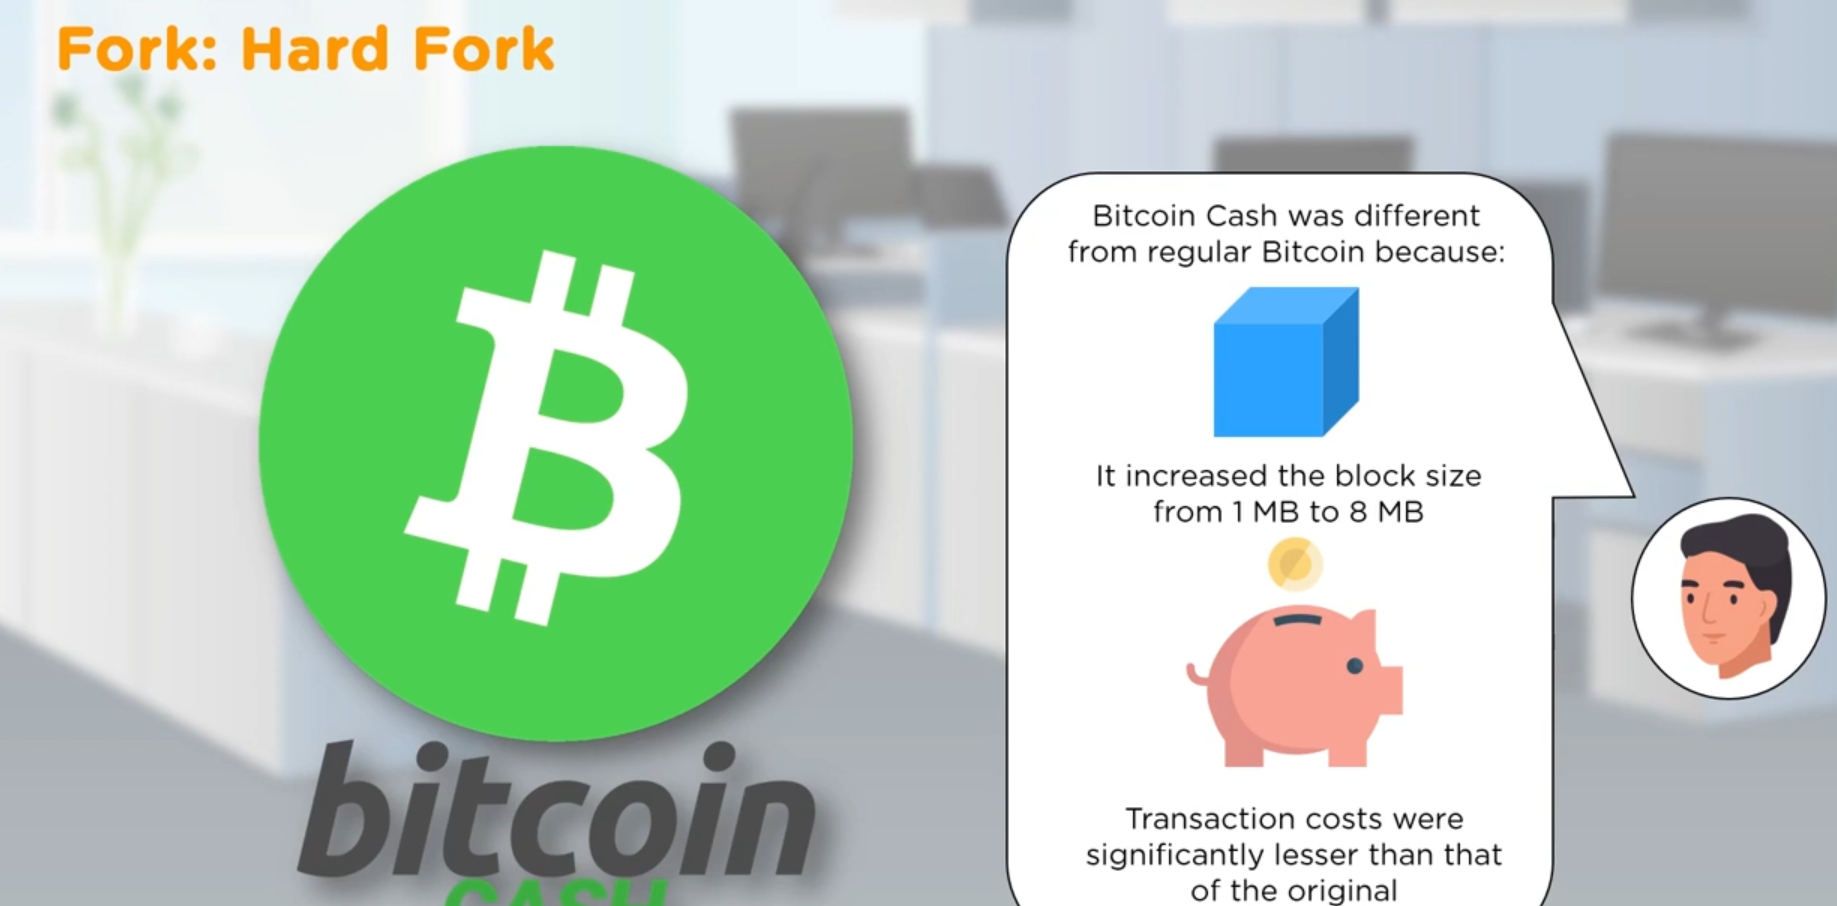 Fork: Hard Fork
bitcoin
CASH
Bitcoin Cash was different
from regular Bitcoin because:
It increased the block size
from 1 MB to 8 MB
Transaction costs were
significantly lesser than that
of the original